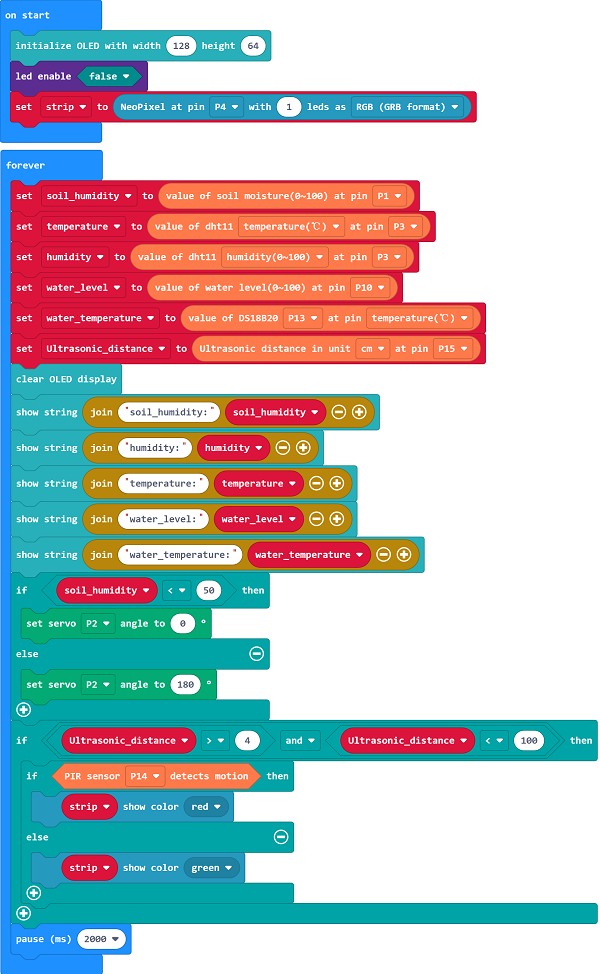 on start
initialize OLED with width 128 height 64
led enable false
set strip to NeoPixel at pin P4 with 1 leds as RGB (GRB format)
forever
set soil_humidity to value of soil moisture(0~100) at pin P1
set temperature to value of dht11 temperature(℃) at pin P3
set humidity to value of dht11 humidity(0~100) at pin P3
set water_level to value of water level(0~100) at pin P10
set water_temperature to value of DS18B20 P13 at pin temperature(℃)
set Ultrasonic_distance to Ultrasonic distance in unit cm at pin P15
clear OLED display
show string join "soil_humidity:" soil_humidity
show string join "humidity:" humidity
show string join "temperature:" temperature
show string join "water_level:" water_level
show string join "water_temperature:" water_temperature
if soil_humidity < 50 then
set servo P2 angle to 0 °
else
set servo P2 angle to 180 °
if Ultrasonic_distance > 4 and Ultrasonic_distance < 100 then
if PIR sensor P14 detects motion then
strip show color red
else
strip show color green
pause (ms) 2000